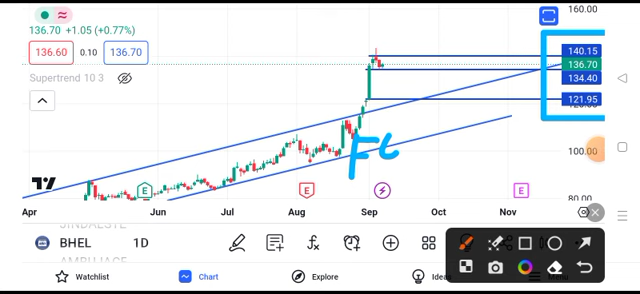 160.00
136.70 +1.05 (+0.77%)
140.15
136.60 0.10 136.70
136.70
134.40
Supertrend 10 3
121.95
100.00
FC
E E E
80.00
Apr Jun Jul Aug Sep Oct Nov
BHEL 1D
Watchlist Chart Explore Ideas Menu